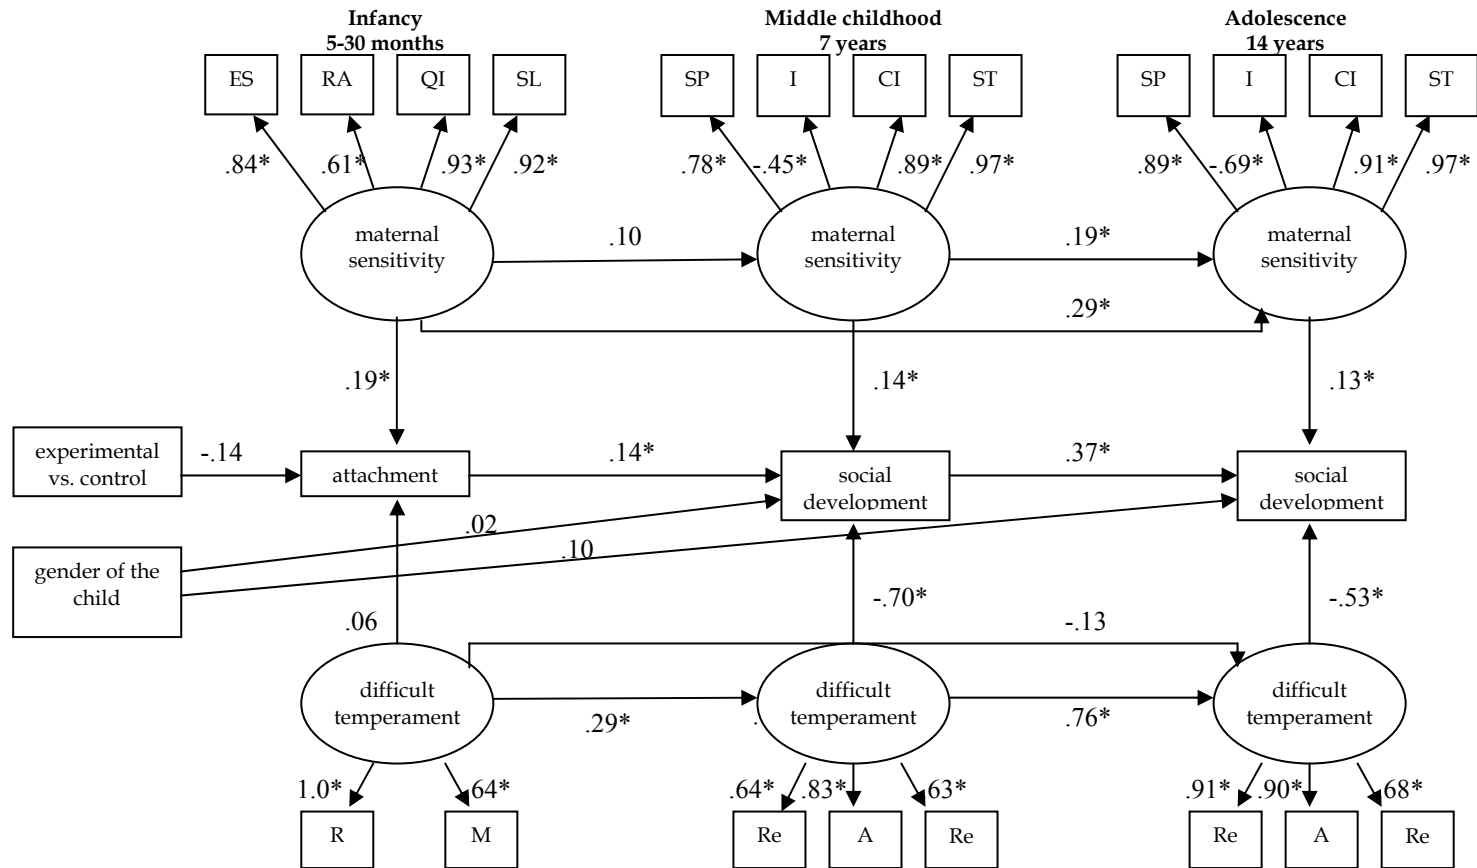 Infancy
5-30 months
Middle childhood
7 years
Adolescence
14 years
ES
RA
QI
SL
SP
I
CI
ST
SP
I
CI
ST
.84*
.61*
.93*
.92*
.78*
-.45*
.89*
.97*
.89*
-.69*
.91*
.97*
maternal
sensitivity
.10
maternal
sensitivity
.19*
maternal
sensitivity
.29*
.19*
.14*
.13*
experimental
vs. control
-.14
attachment
.14*
social
development
.37*
social
development
.02
.10
gender of the
child
.06
-.70*
-.53*
-.13
difficult
temperament
.29*
difficult
temperament
.
.76*
difficult
temperament
1.0*
64*
.64*
.83*
63*
.91*
.90*
68*
R
M
Re
A
Re
Re
A
Re